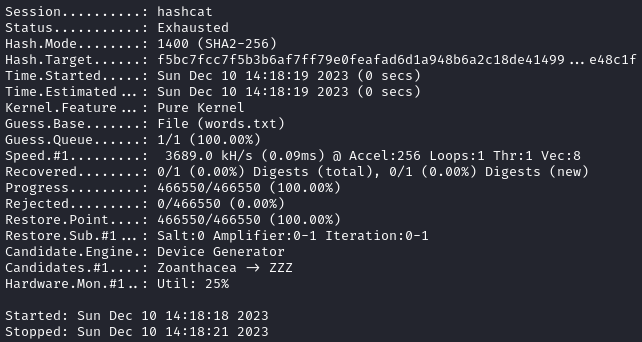 Session..........: hashcat
Status...........: Exhausted
Hash.Mode........: 1400 (SHA2-256)
Hash.Target......: f5bc7fcc7f5b3b6af7ff79e0feafad6d1a948b6a2c18de41499...e48c1f
Time.Started.....: Sun Dec 10 14:18:19 2023 (0 secs)
Time.Estimated...: Sun Dec 10 14:18:19 2023 (0 secs)
Kernel.Feature...: Pure Kernel
Guess.Base.......: File (words.txt)
Guess.Queue......: 1/1 (100.00%)
Speed.#1.........:  3689.0 kH/s (0.09ms) @ Accel:256 Loops:1 Thr:1 Vec:8
Recovered........: 0/1 (0.00%) Digests (total), 0/1 (0.00%) Digests (new)
Progress.........: 466550/466550 (100.00%)
Rejected.........: 0/466550 (0.00%)
Restore.Point....: 466550/466550 (100.00%)
Restore.Sub.#1...: Salt:0 Amplifier:0-1 Iteration:0-1
Candidate.Engine.: Device Generator
Candidates.#1....: Zoanthacea -> ZZZ
Hardware.Mon.#1..: Util: 25%

Started: Sun Dec 10 14:18:18 2023
Stopped: Sun Dec 10 14:18:21 2023